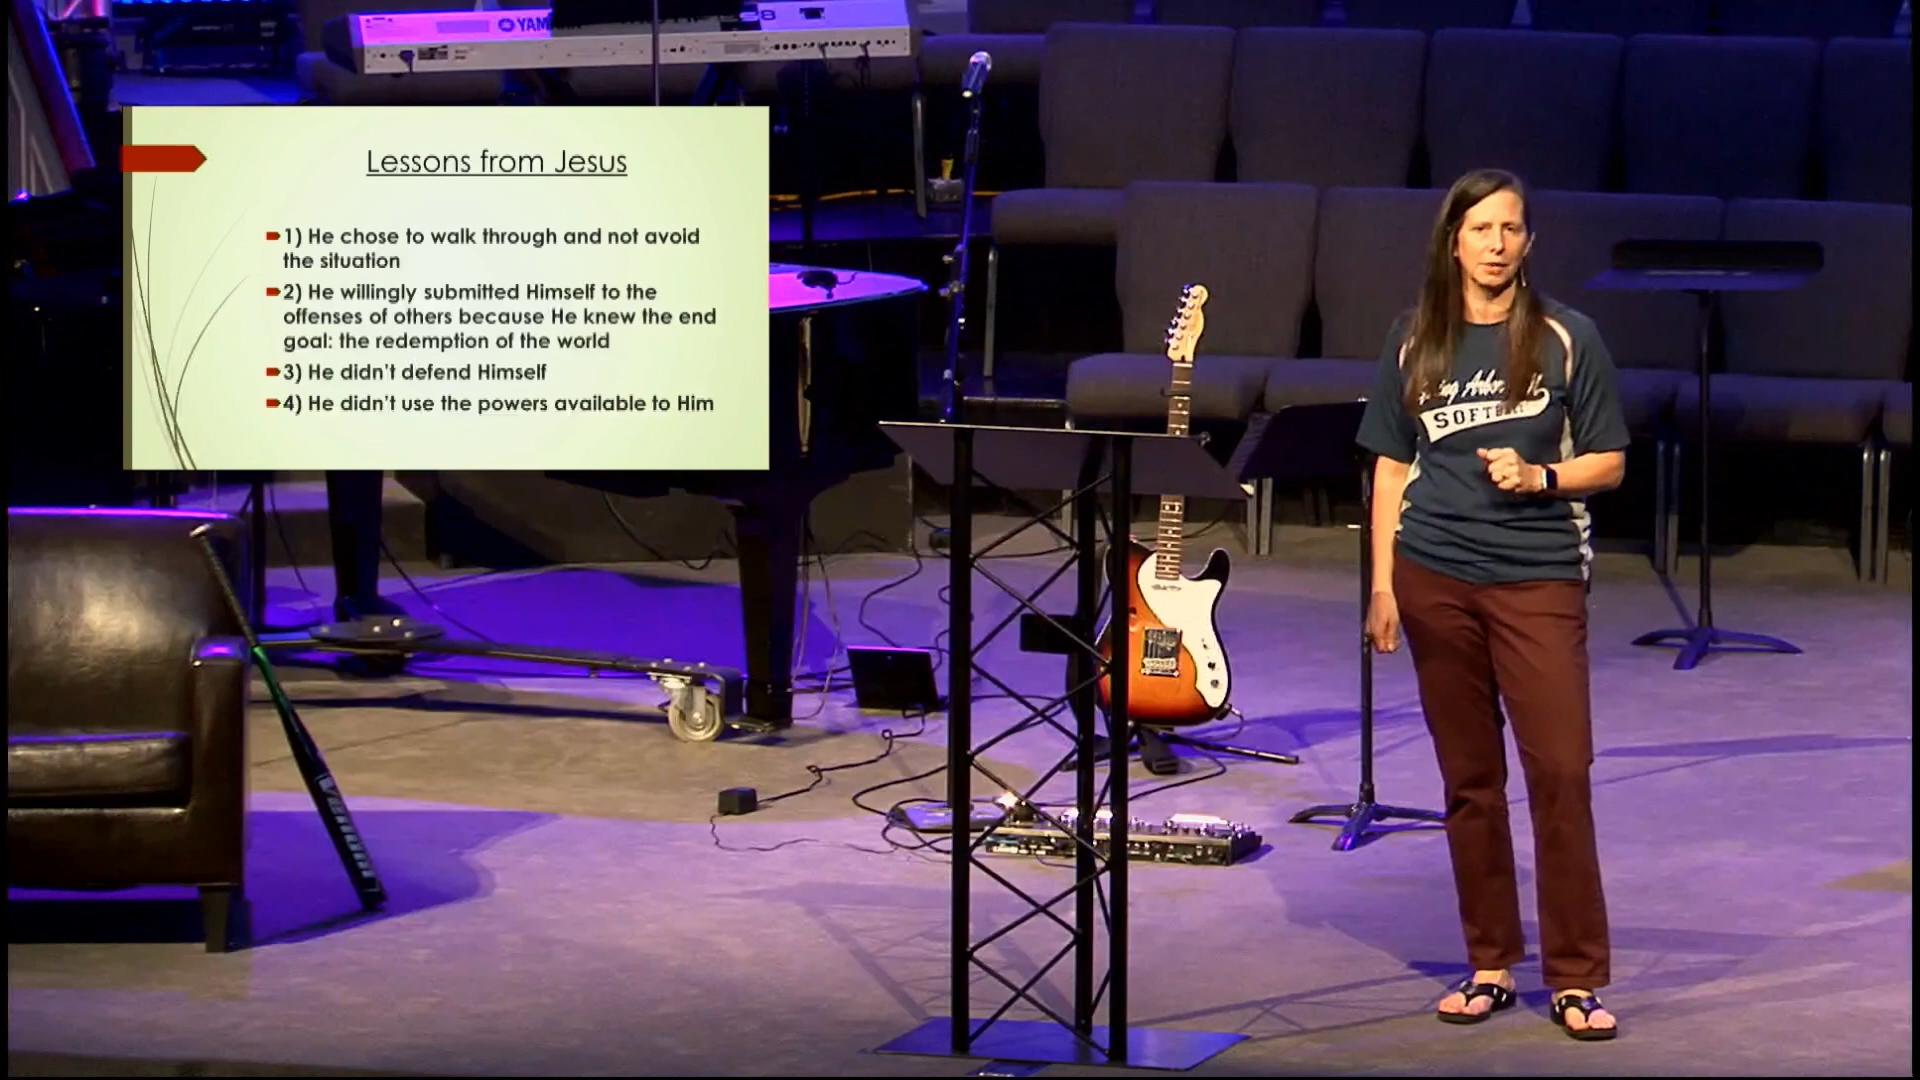 YAMAHA
S8
Lessons from Jesus
1) He chose to walk through and not avoid
the situation
2) He willingly submitted Himself to the
offenses of others because He knew the end
goal: the redemption of the world
3) He didn't defend Himself
4) He didn't use the powers available to Him
SOFTBALL
VENOM